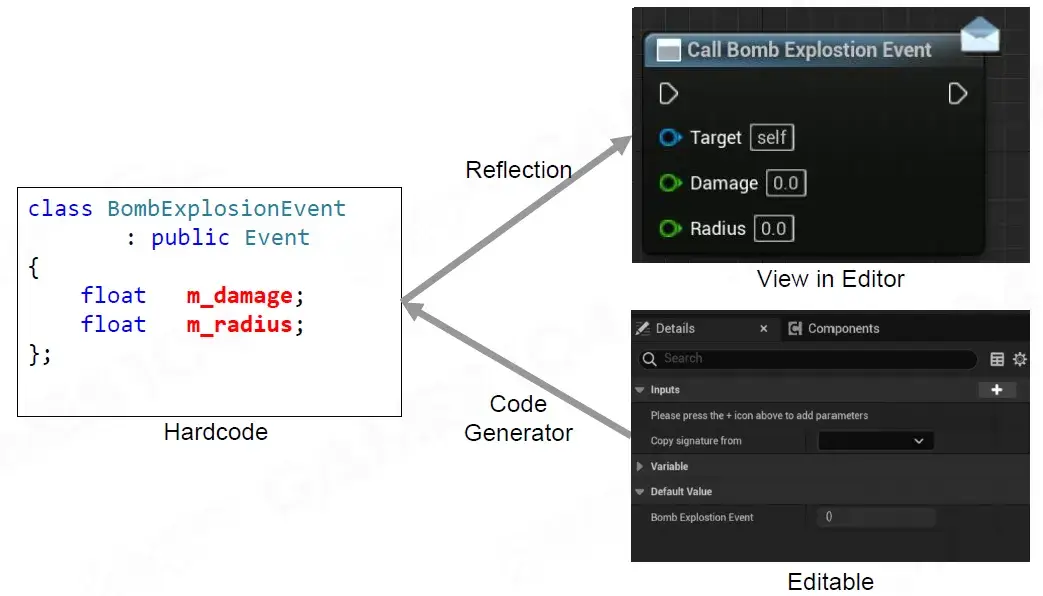 class BombExplosionEvent
: public Event
{
float m_damage;
float m_radius;
};
Hardcode
Reflection
Code
Generator
Call Bomb Explostion Event
Target self
Damage 0.0
Radius 0.0
View in Editor
Details × Components
Search
Inputs +
Please press the + icon above to add parameters
Copy signature from
Variable
Default Value
Bomb Explostion Event ()
Editable